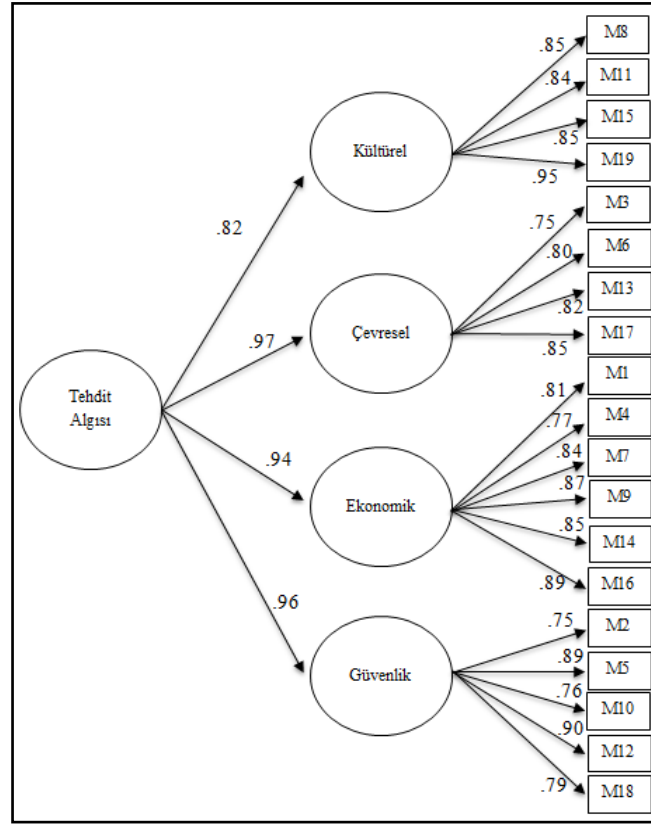 M8
.85
M11
.84
M15
.85
Kültürel
M19
.95
M3
.75
.82
M6
.80
M13
.82
Çevresel
M17
.85
.97
M1
.81
Tehdit
Algısı
M4
.77
M7
.84
.94
M9
.87
Ekonomik
M14
.85
M16
.89
.96
M2
.75
M5
.89
Güvenlik
M10
.76
M12
.90
M18
.79